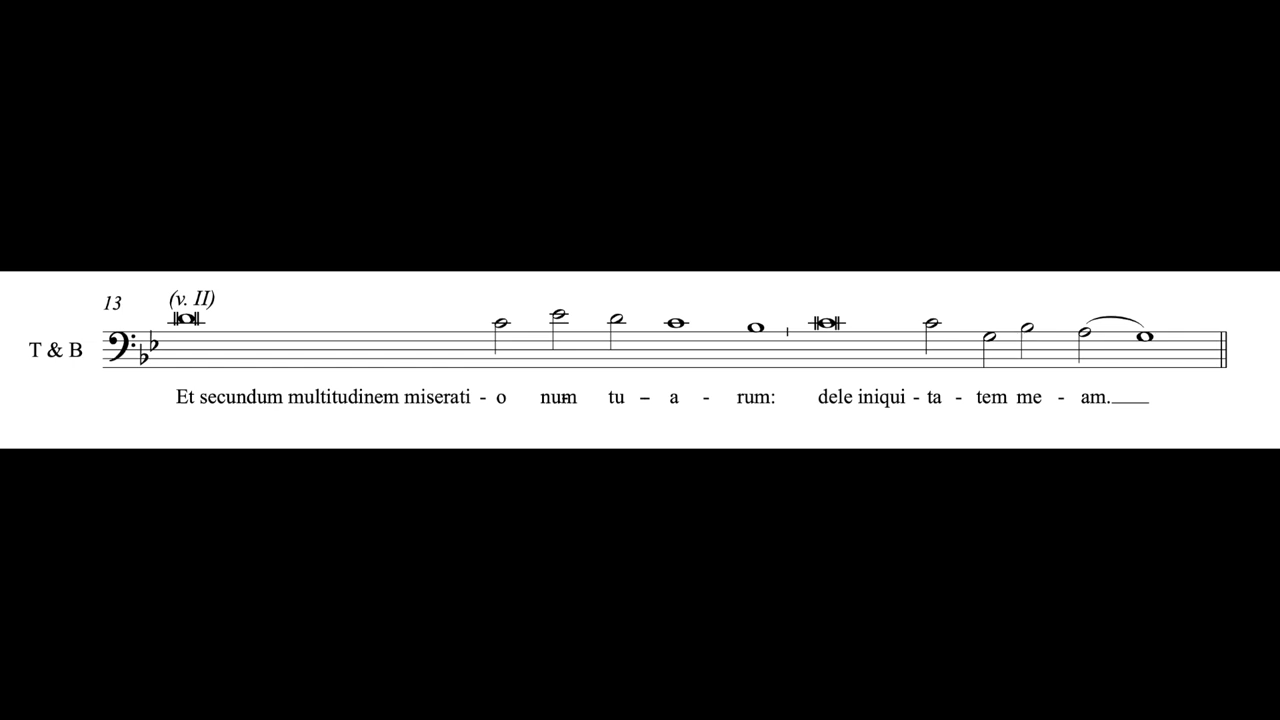 13 (v. II)
T & B
Et secundum multitudinem miserati - o num tu - a - rum: dele iniqui - ta - tem me - am.